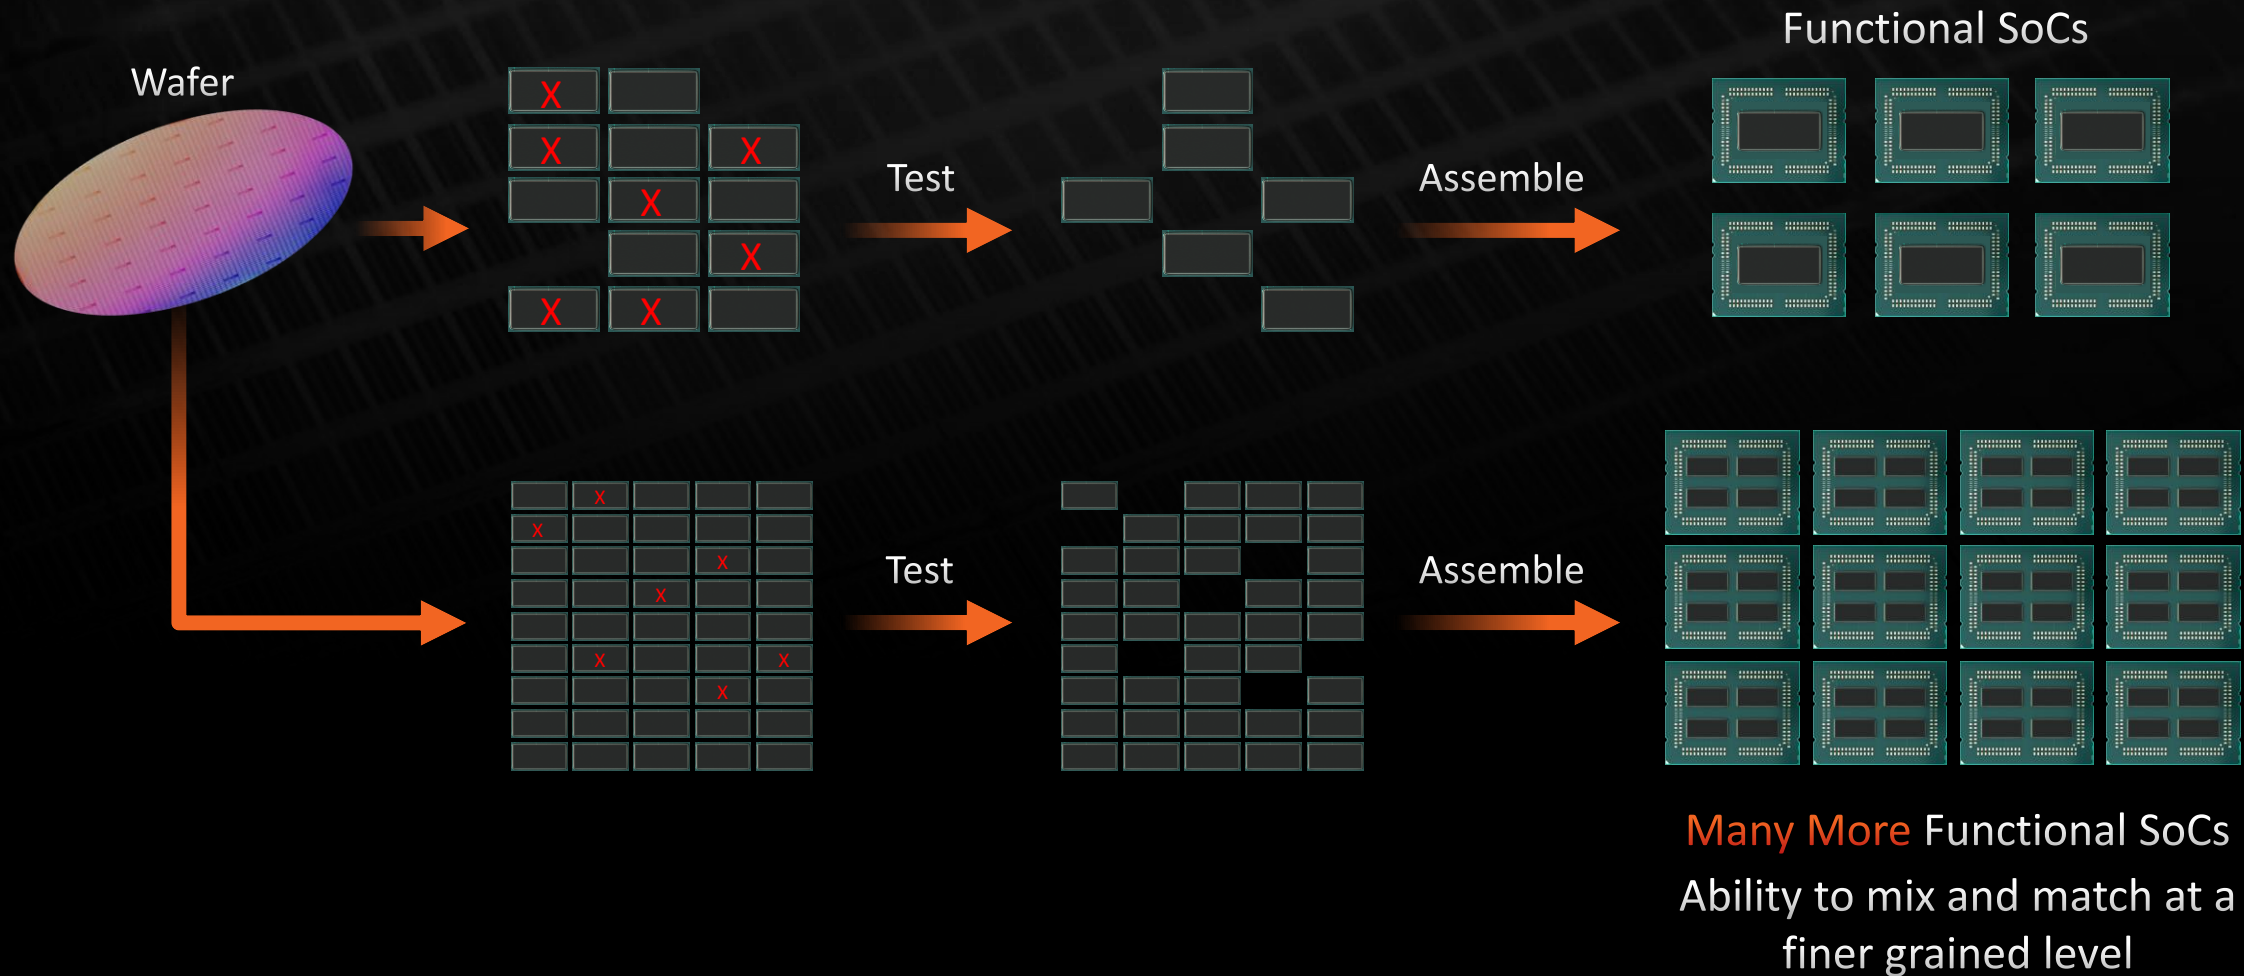 Functional SoCs
Wafer
X
X X
Test
Assemble
X
X
X X
X
X
X
Test
Assemble
X
X X
X
Many More Functional SoCs
Ability to mix and match at a
finer grained level